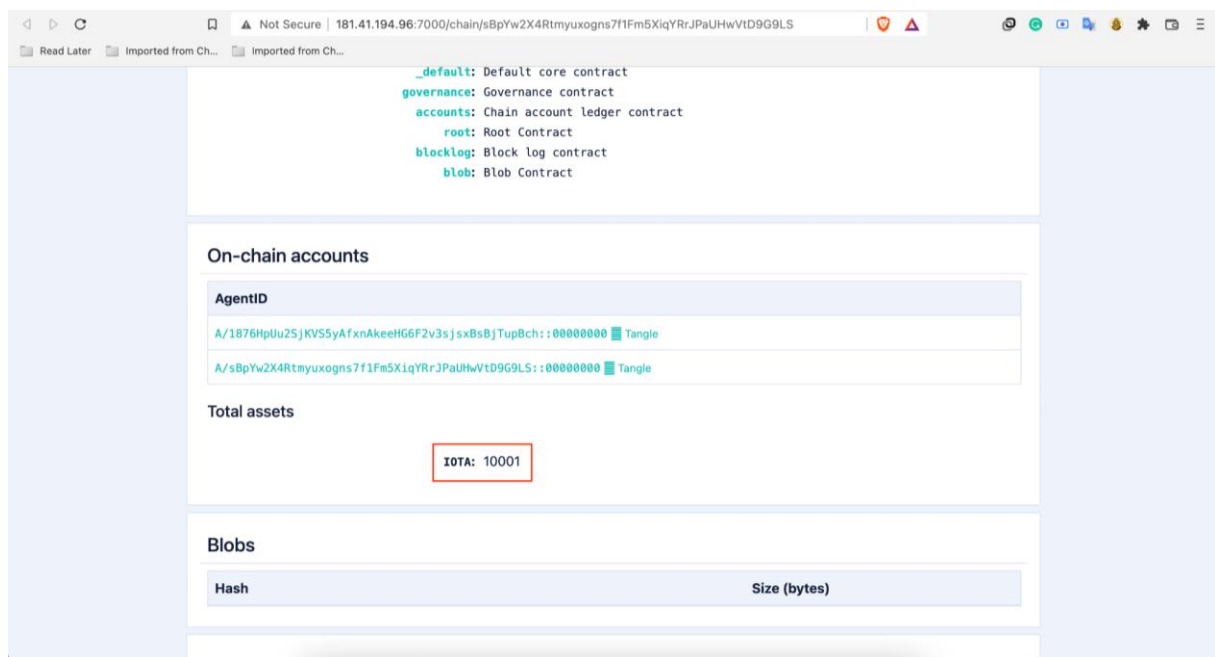 Not Secure | 181.41.194.96:7000/chain/sBpYw2X4Rtmyuxogns7f1Fm5XiqYRrJPaUHwVtD9G9LS
Read Later Imported from Ch... Imported from Ch...
_default: Default core contract
governance: Governance contract
accounts: Chain account ledger contract
root: Root Contract
blocklog: Block log contract
blob: Blob Contract
On-chain accounts
AgentID
A/1876HpUu2SjKVS5yAfxnAkeeHG6F2v3sjsxBsBjTupBch::00000000 Tangle
A/sBpYw2X4Rtmyuxogns7f1Fm5XiqYRrJPaUHwVtD9G9LS::00000000 Tangle
Total assets
IOTA: 10001
Blobs
Hash Size (bytes)